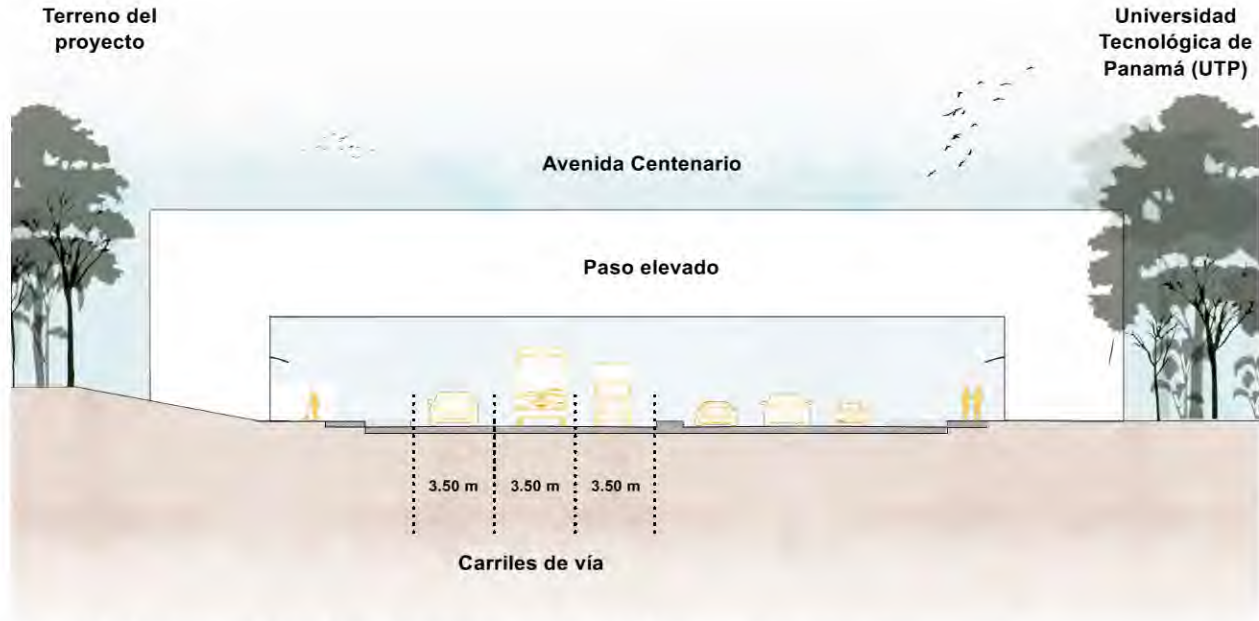 Terreno del
proyecto
Universidad
Tecnológica de
Panamá (UTP)
Avenida Centenario
Paso elevado
3.50 m
3.50 m
3.50 m
Carriles de vía